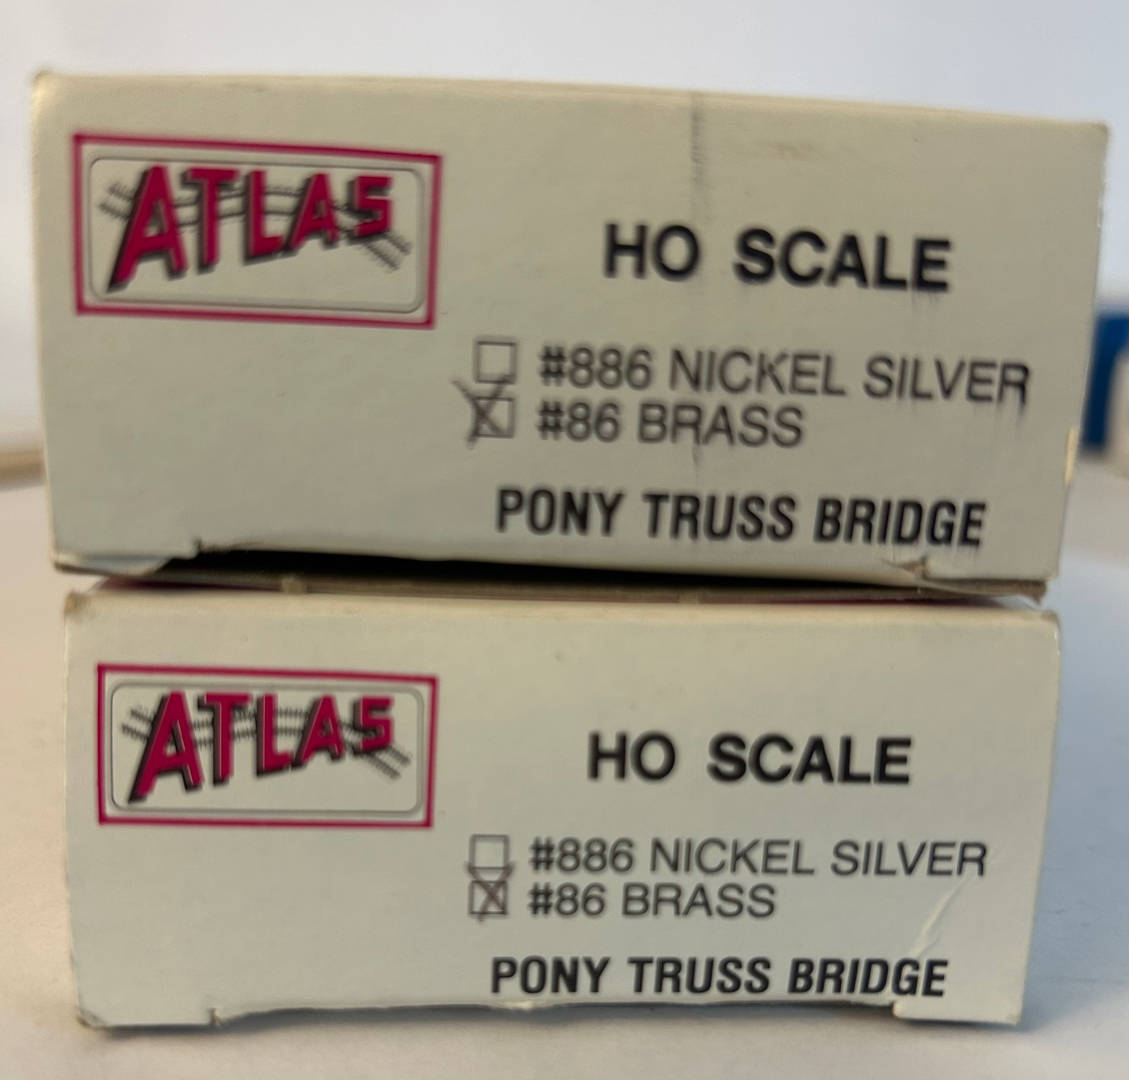 ATLAS
HO SCALE
#886 NICKEL SILVER
#86 BRASS
PONY TRUSS BRIDGE
ATLAS
HO SCALE
#886 NICKEL SILVER
#86 BRASS
PONY TRUSS BRIDGE